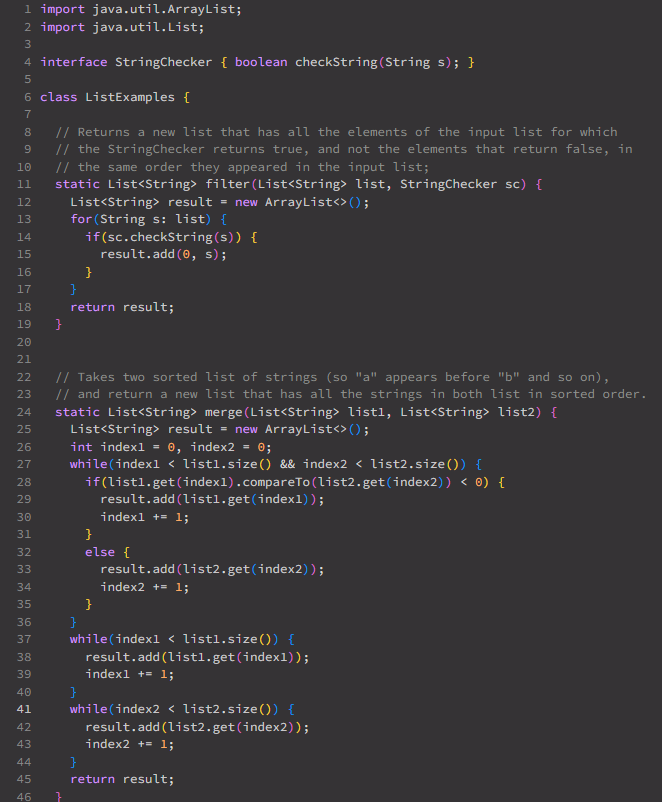 1 import java.util.ArrayList;
2 import java.util.List;
3
4 interface StringChecker { boolean checkString(String s); }
5
6 class ListExamples {
7
8   // Returns a new list that has all the elements of the input list for which
9   // the StringChecker returns true, and not the elements that return false, in
10   // the same order they appeared in the input list;
11   static List<String> filter(List<String> list, StringChecker sc) {
12     List<String> result = new ArrayList<>();
13     for(String s: list) {
14       if(sc.checkString(s)) {
15         result.add(0, s);
16       }
17     }
18     return result;
19   }
20
21
22   // Takes two sorted list of strings (so "a" appears before "b" and so on),
23   // and return a new list that has all the strings in both list in sorted order.
24   static List<String> merge(List<String> list1, List<String> list2) {
25     List<String> result = new ArrayList<>();
26     int index1 = 0, index2 = 0;
27     while(index1 < list1.size() && index2 < list2.size()) {
28       if(list1.get(index1).compareTo(list2.get(index2)) < 0) {
29         result.add(list1.get(index1));
30         index1 += 1;
31       }
32       else {
33         result.add(list2.get(index2));
34         index2 += 1;
35       }
36     }
37     while(index1 < list1.size()) {
38       result.add(list1.get(index1));
39       index1 += 1;
40     }
41     while(index2 < list2.size()) {
42       result.add(list2.get(index2));
43       index2 += 1;
44     }
45     return result;
46   }